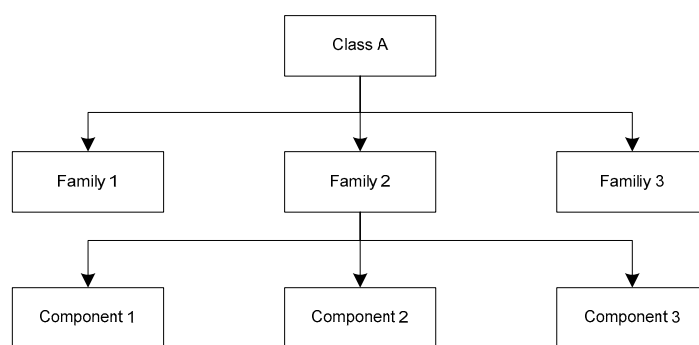 Class A
Family 1
Family 2
Familiy 3
Component 1
Component 2
Component 3